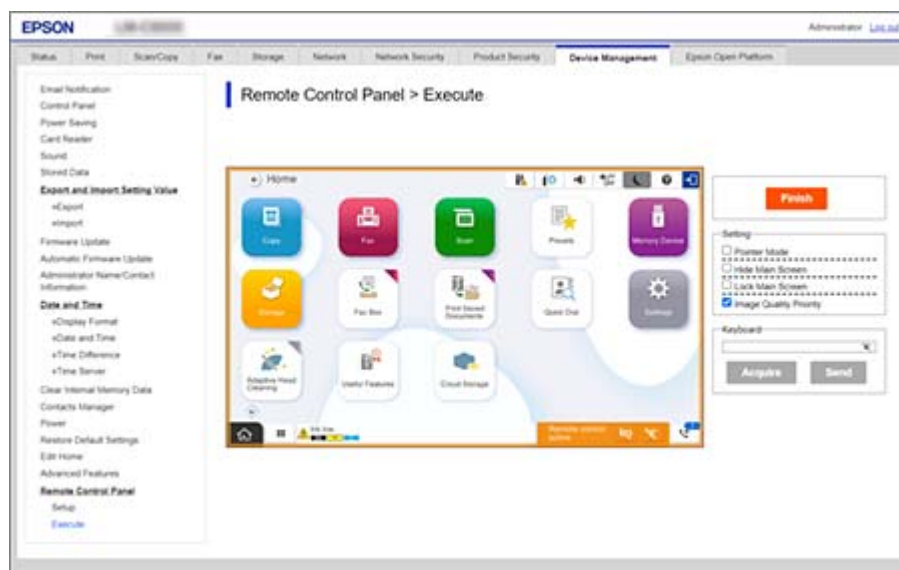 EPSON
Administrator Log out
Status Print Scan/Copy Fax Storage Network Network Security Product Security Device Management Epson Open Platform
Email Notification
Control Panel
Power Saving
Card Reader
Sound
Stored Data
Export and Import Setting Value
»Export
»Import
Firmware Update
Automatic Firmware Update
Administrator Name/Contact
Information
Date and Time
»Display Format
»Date and Time
»Time Difference
»Time Server
Clear Internal Memory Data
Contacts Manager
Power
Restore Default Settings
Edit Home
Advanced Features
Remote Control Panel
Setup
Execute
Remote Control Panel > Execute
Home
Copy
Fax
Scan
Presets
Memory Device
Storage
Fax Box
Print Saved
Documents
Quick Dial
Settings
Adaptive Head
Cleaning
Useful Features
Cloud Storage
Remote control
active
Finish
Setting
Pointer Mode
Hide Main Screen
Lock Main Screen
Image Quality Priority
Keyboard
Acquire Send